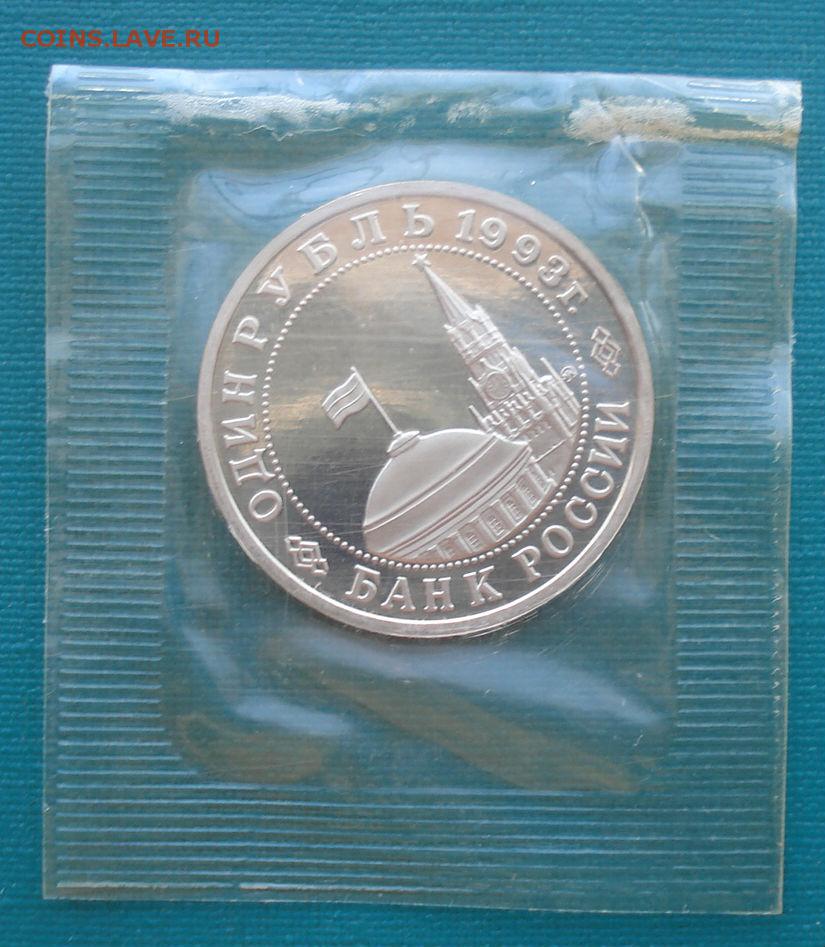 COINS.LAVE.RU
ОДИН РУБЛЬ 1993г.
БАНК РОССИИ